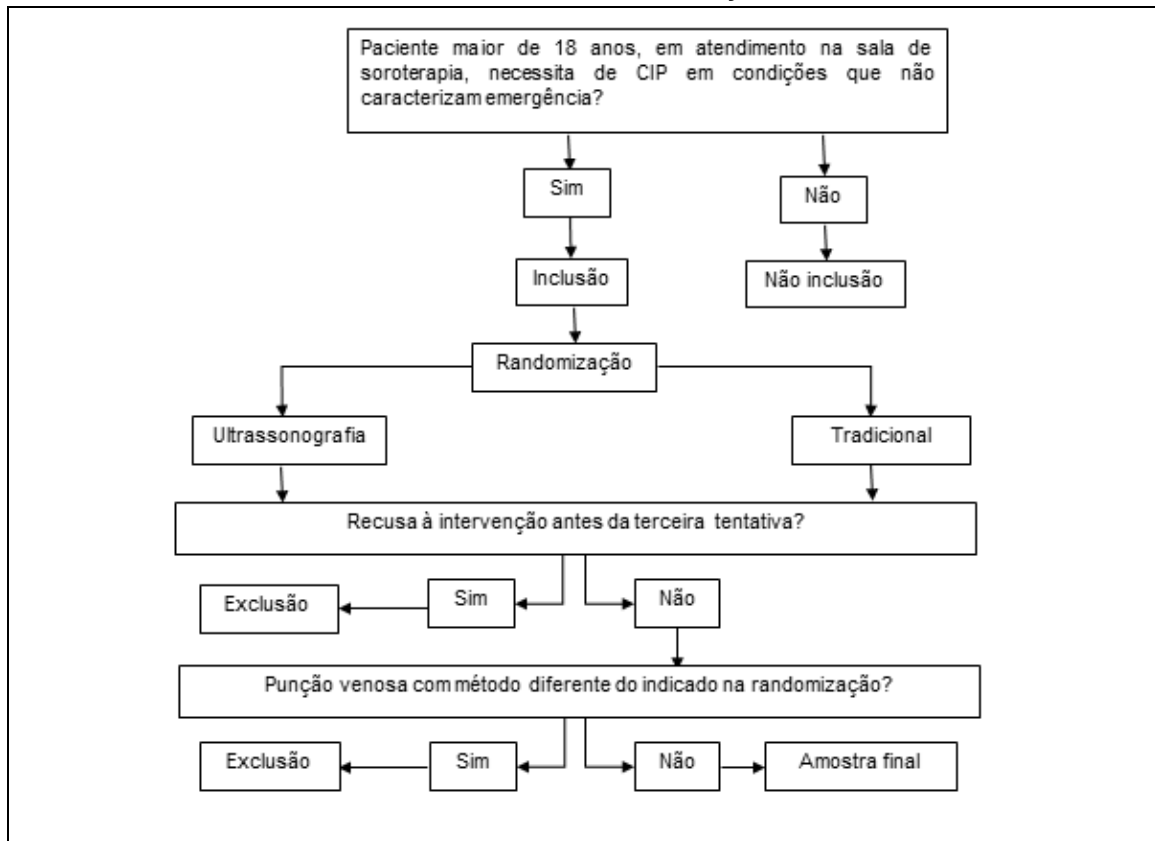 Paciente maior de 18 anos, em atendimento na sala de
soroterapia, necessita de CIP em condições que não
caracterizam emergência?
Sim
Não
Inclusão
Não inclusão
Randomização
Ultrassonografia
Tradicional
Recusa à intervenção antes da terceira tentativa?
Exclusão
Sim
Não
Punção venosa com método diferente do indicado na randomização?
Exclusão
Sim
Não
Amostra final